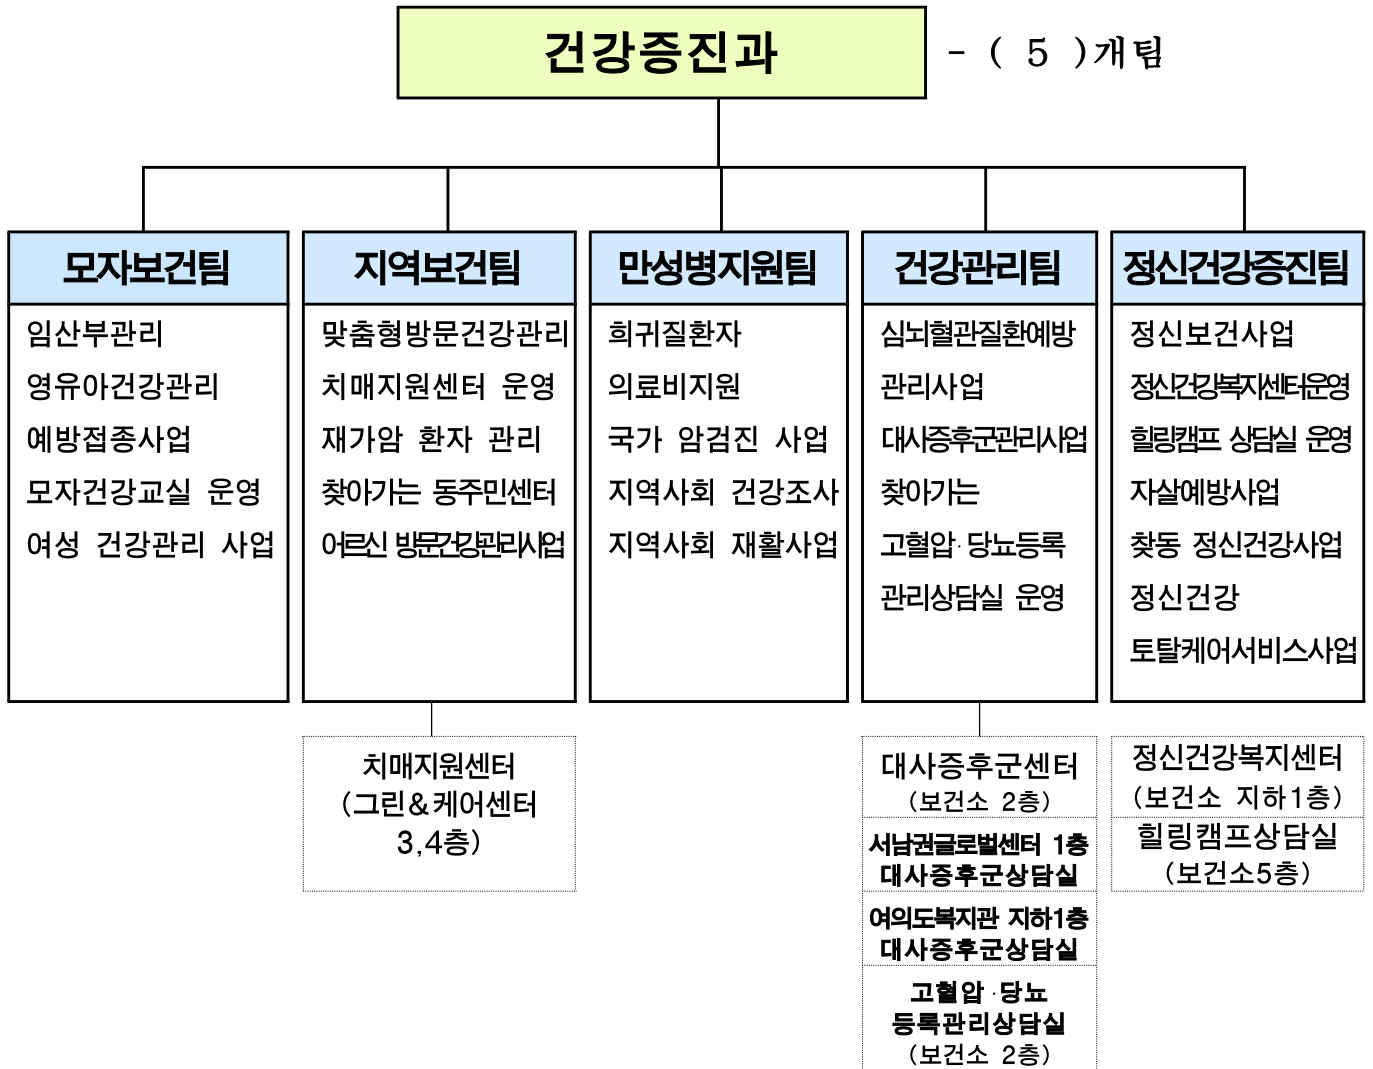 건강증진과
- ( 5 )개팀
모자보건팀
임산부관리
영유아건강관리
예방접종사업
모자건강교실 운영
여성 건강관리 사업
지역보건팀
맞춤형방문건강관리
치매지원센터 운영
재가암 환자 관리
찾아가는 동주민센터
어르신 방문건강관리사업
만성병지원팀
희귀질환자
의료비지원
국가 암검진 사업
지역사회 건강조사
지역사회 재활사업
건강관리팀
심뇌혈관질환예방
관리사업
대사증후군관리사업
찾아가는
고혈압·당뇨등록
관리상담실 운영
정신건강증진팀
정신보건사업
정신건강복지센터운영
힐링캠프 상담실 운영
자살예방사업
찾동 정신건강사업
정신건강
토탈케어서비스사업
치매지원센터
(그린&케어센터
3,4층)
대사증후군센터
(보건소 2층)
서남권글로벌센터 1층
대사증후군상담실
여의도복지관 지하1층
대사증후군상담실
고혈압·당뇨
등록관리상담실
(보건소 2층)
정신건강복지센터
(보건소 지하1층)
힐링캠프상담실
(보건소5층)